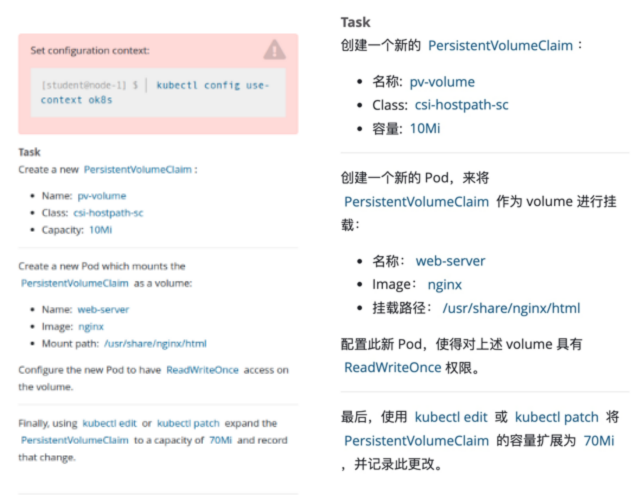 Set configuration context:
[student@node-1] $ kubectl config use-
context ok8s
Task
Create a new PersistentVolumeClaim :
• Name: pv-volume
• Class: csi-hostpath-sc
• Capacity: 10Mi
Create a new Pod which mounts the
PersistentVolumeClaim as a volume:
• Name: web-server
• Image: nginx
• Mount path: /usr/share/nginx/html
Configure the new Pod to have ReadWriteOnce access on
the volume.
Finally, using kubectl edit or kubectl patch expand the
PersistentVolumeClaim to a capacity of 70Mi and record
that change.
Task
创建一个新的 PersistentVolumeClaim：
• 名称: pv-volume
• Class: csi-hostpath-sc
• 容量: 10Mi
创建一个新的 Pod，来将
PersistentVolumeClaim 作为 volume 进行挂
载：
• 名称： web-server
• Image： nginx
• 挂载路径： /usr/share/nginx/html
配置此新 Pod，使得对上述 volume 具有
ReadWriteOnce 权限。
最后，使用 kubectl edit 或 kubectl patch 将
PersistentVolumeClaim 的容量扩展为 70Mi
，并记录此更改。